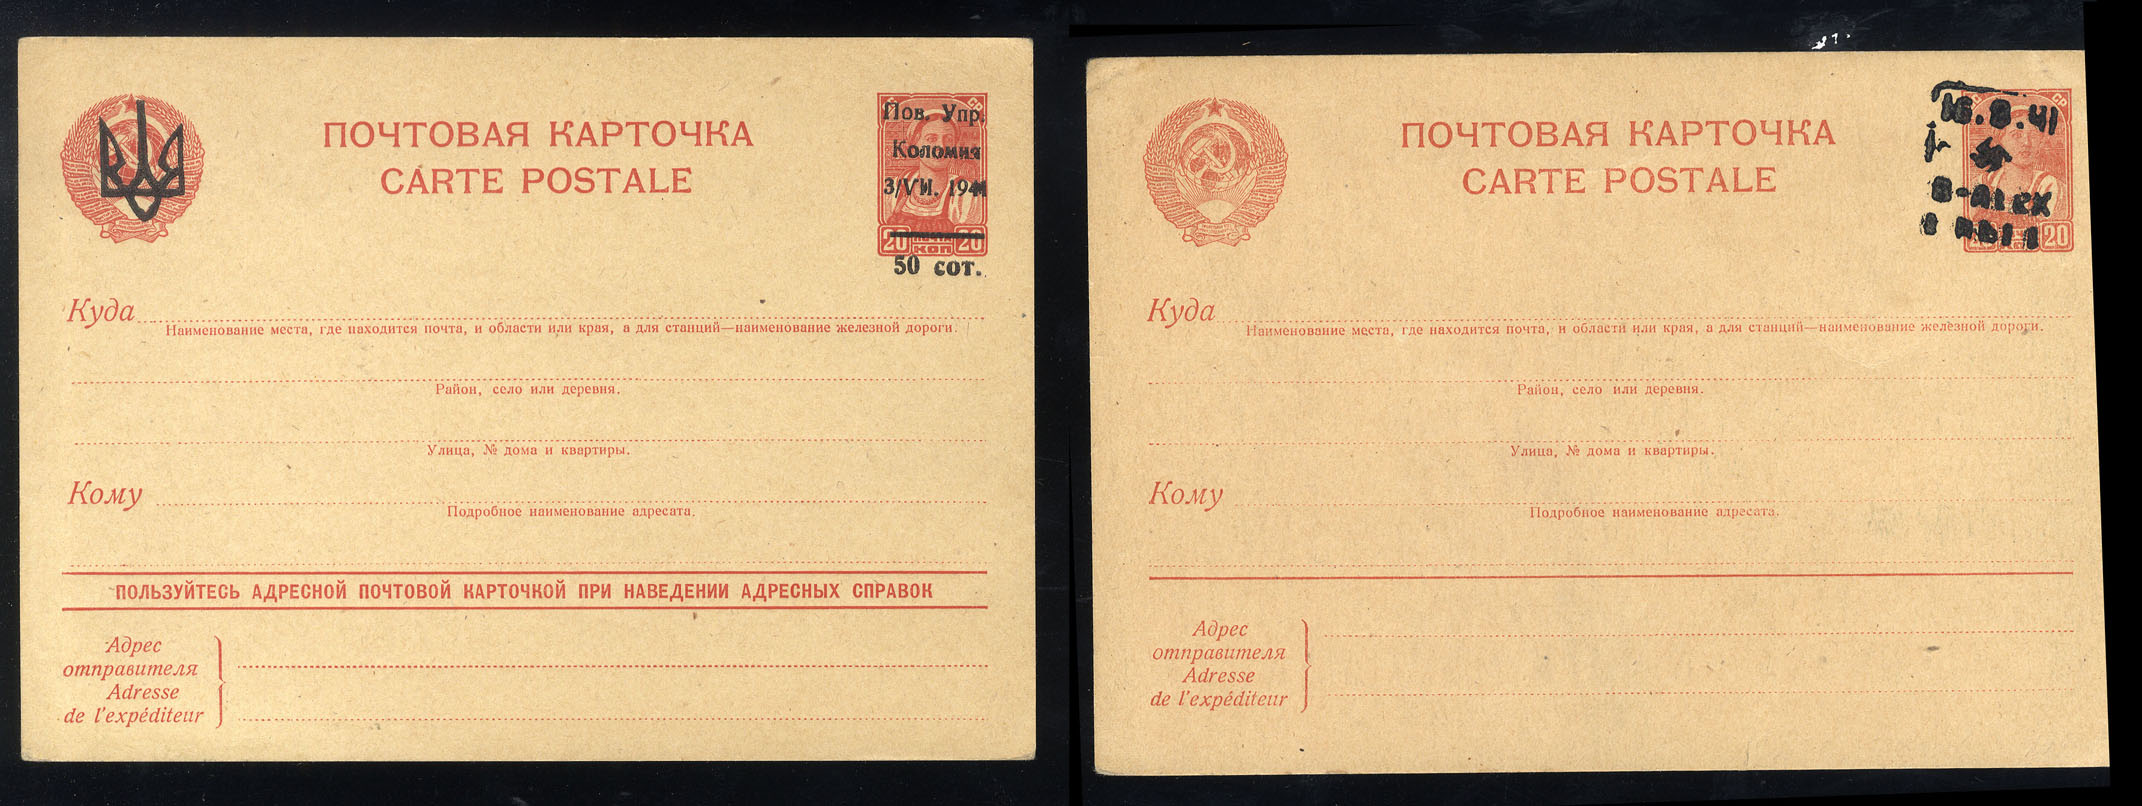 ПОЧТОВАЯ КАРТОЧКА
CARTE POSTALE
Пов. Упр.
Коломия
3/VII. 1941
20 ПОЧТА 20
КОП
50 сот.
Куда
Наименование места, где находится почта, и области или края, а для станций—наименование железной дороги.
Район, село или деревня.
Улица, № дома и квартиры.
Кому
Подробное наименование адресата.
ПОЛЬЗУЙТЕСЬ АДРЕСНОЙ ПОЧТОВОЙ КАРТОЧКОЙ ПРИ НАВЕДЕНИИ АДРЕСНЫХ СПРАВОК
Адрес
отправителя
Adresse
de l'expéditeur
ПОЧТОВАЯ КАРТОЧКА
CARTE POSTALE
16.8.41
B-ALEX
20
Куда
Наименование места, где находится почта, и области или края, а для станций—наименование железной дороги.
Район, село или деревня.
Улица, № дома и квартиры.
Кому
Подробное наименование адресата.
Адрес
отправителя
Adresse
de l'expéditeur